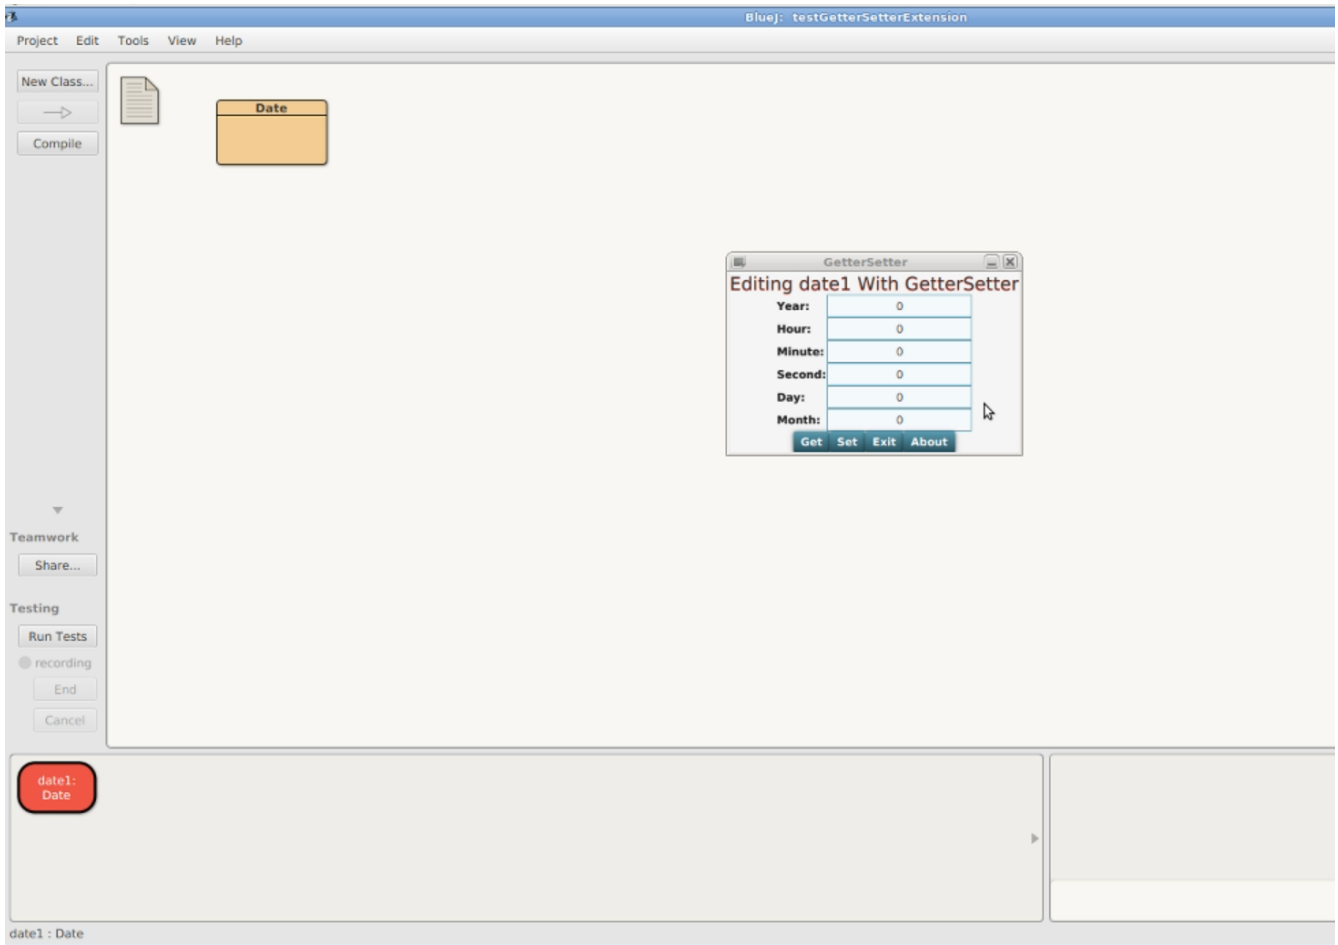 BlueJ: testGetterSetterExtension
Project Edit Tools View Help
New Class...
Compile
Date
GetterSetter
Editing date1 With GetterSetter
Year: 0
Hour: 0
Minute: 0
Second: 0
Day: 0
Month: 0
Get Set Exit About
Teamwork
Share...
Testing
Run Tests
recording
End
Cancel
date1:
Date
date1 : Date